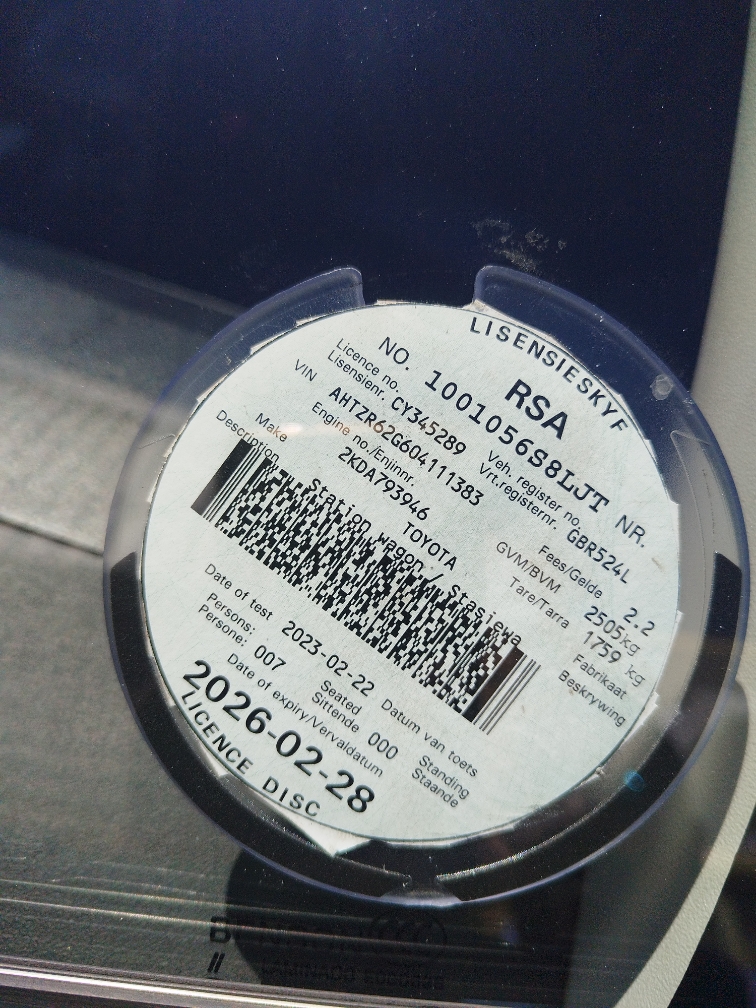 LISENSIESKYF
RSA
NO. 1001056S8LJT NR.
Licence no. Veh. register no.
Lisensienr. CY345289 Vrt.registernr. GBR524L
VIN AHTZR62G604111383 Fees/Gelde 2.2
Engine no./Enjinnr. GVM/BVM 2505kg
2KDA793946 Tare/Tarra 1759 kg
Make TOYOTA Fabrikaat
Description Station wagon / Stasiewa Beskrywing
Date of test 2023-02-22 Datum van toets
Persons: Seated Standing
Persone: 007 Sittende 000 Staande
Date of expiry/Vervaldatum
2026-02-28
LICENCE DISC